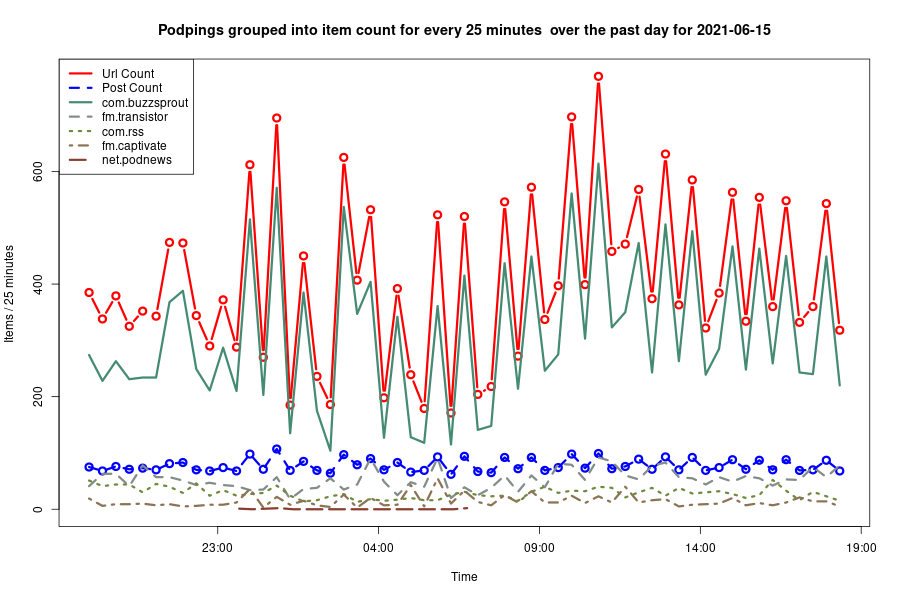 Podpings grouped into item count for every 25 minutes  over the past day for 2021-06-15
Url Count
Post Count
com.buzzsprout
fm.transistor
com.rss
fm.captivate
net.podnews
Items / 25 minutes
600
400
200
0
23:00
04:00
09:00
14:00
19:00
Time